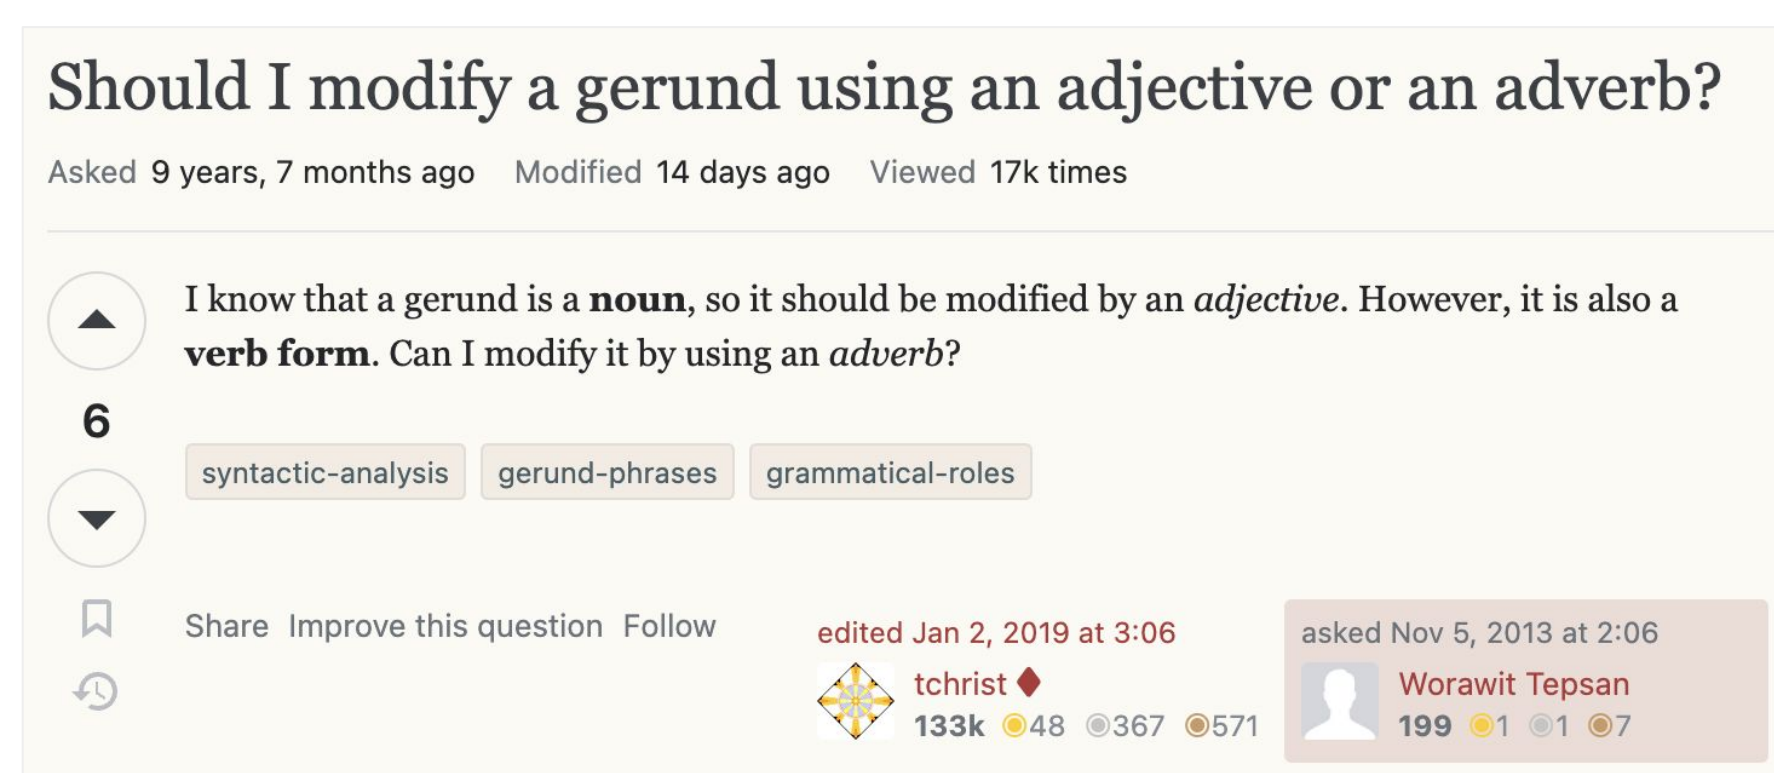 Should I modify a gerund using an adjective or an adverb?
Asked 9 years, 7 months ago Modified 14 days ago Viewed 17k times
I know that a gerund is a noun, so it should be modified by an adjective. However, it is also a
verb form. Can I modify it by using an adverb?
6
syntactic-analysis gerund-phrases grammatical-roles
Share Improve this question Follow
edited Jan 2, 2019 at 3:06
tchrist
133k 48 367 571
asked Nov 5, 2013 at 2:06
Worawit Tepsan
199 1 1 7